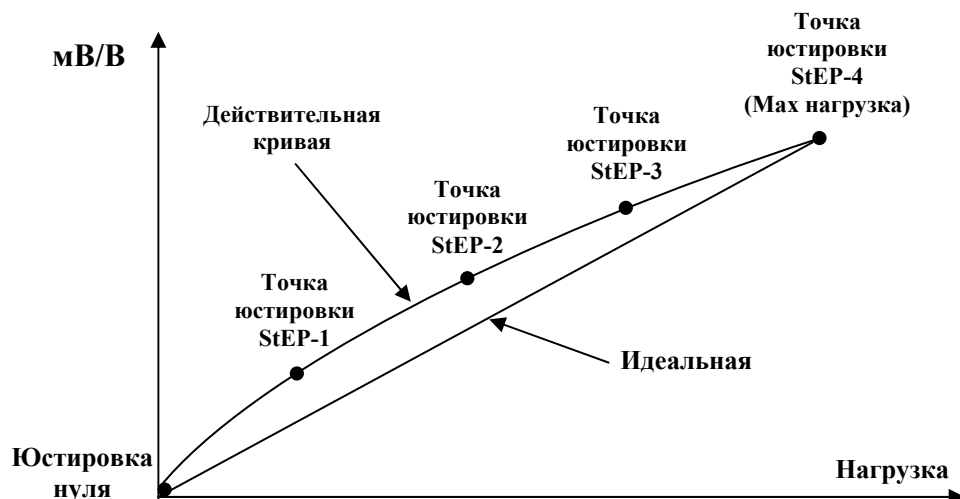 мВ/В
Точка
юстировки
StEP-4
(Max нагрузка)
Действительная
кривая
Точка
юстировки
StEP-3
Точка
юстировки
StEP-2
Точка
юстировки
StEP-1
Идеальная
Юстировка
нуля
Нагрузка